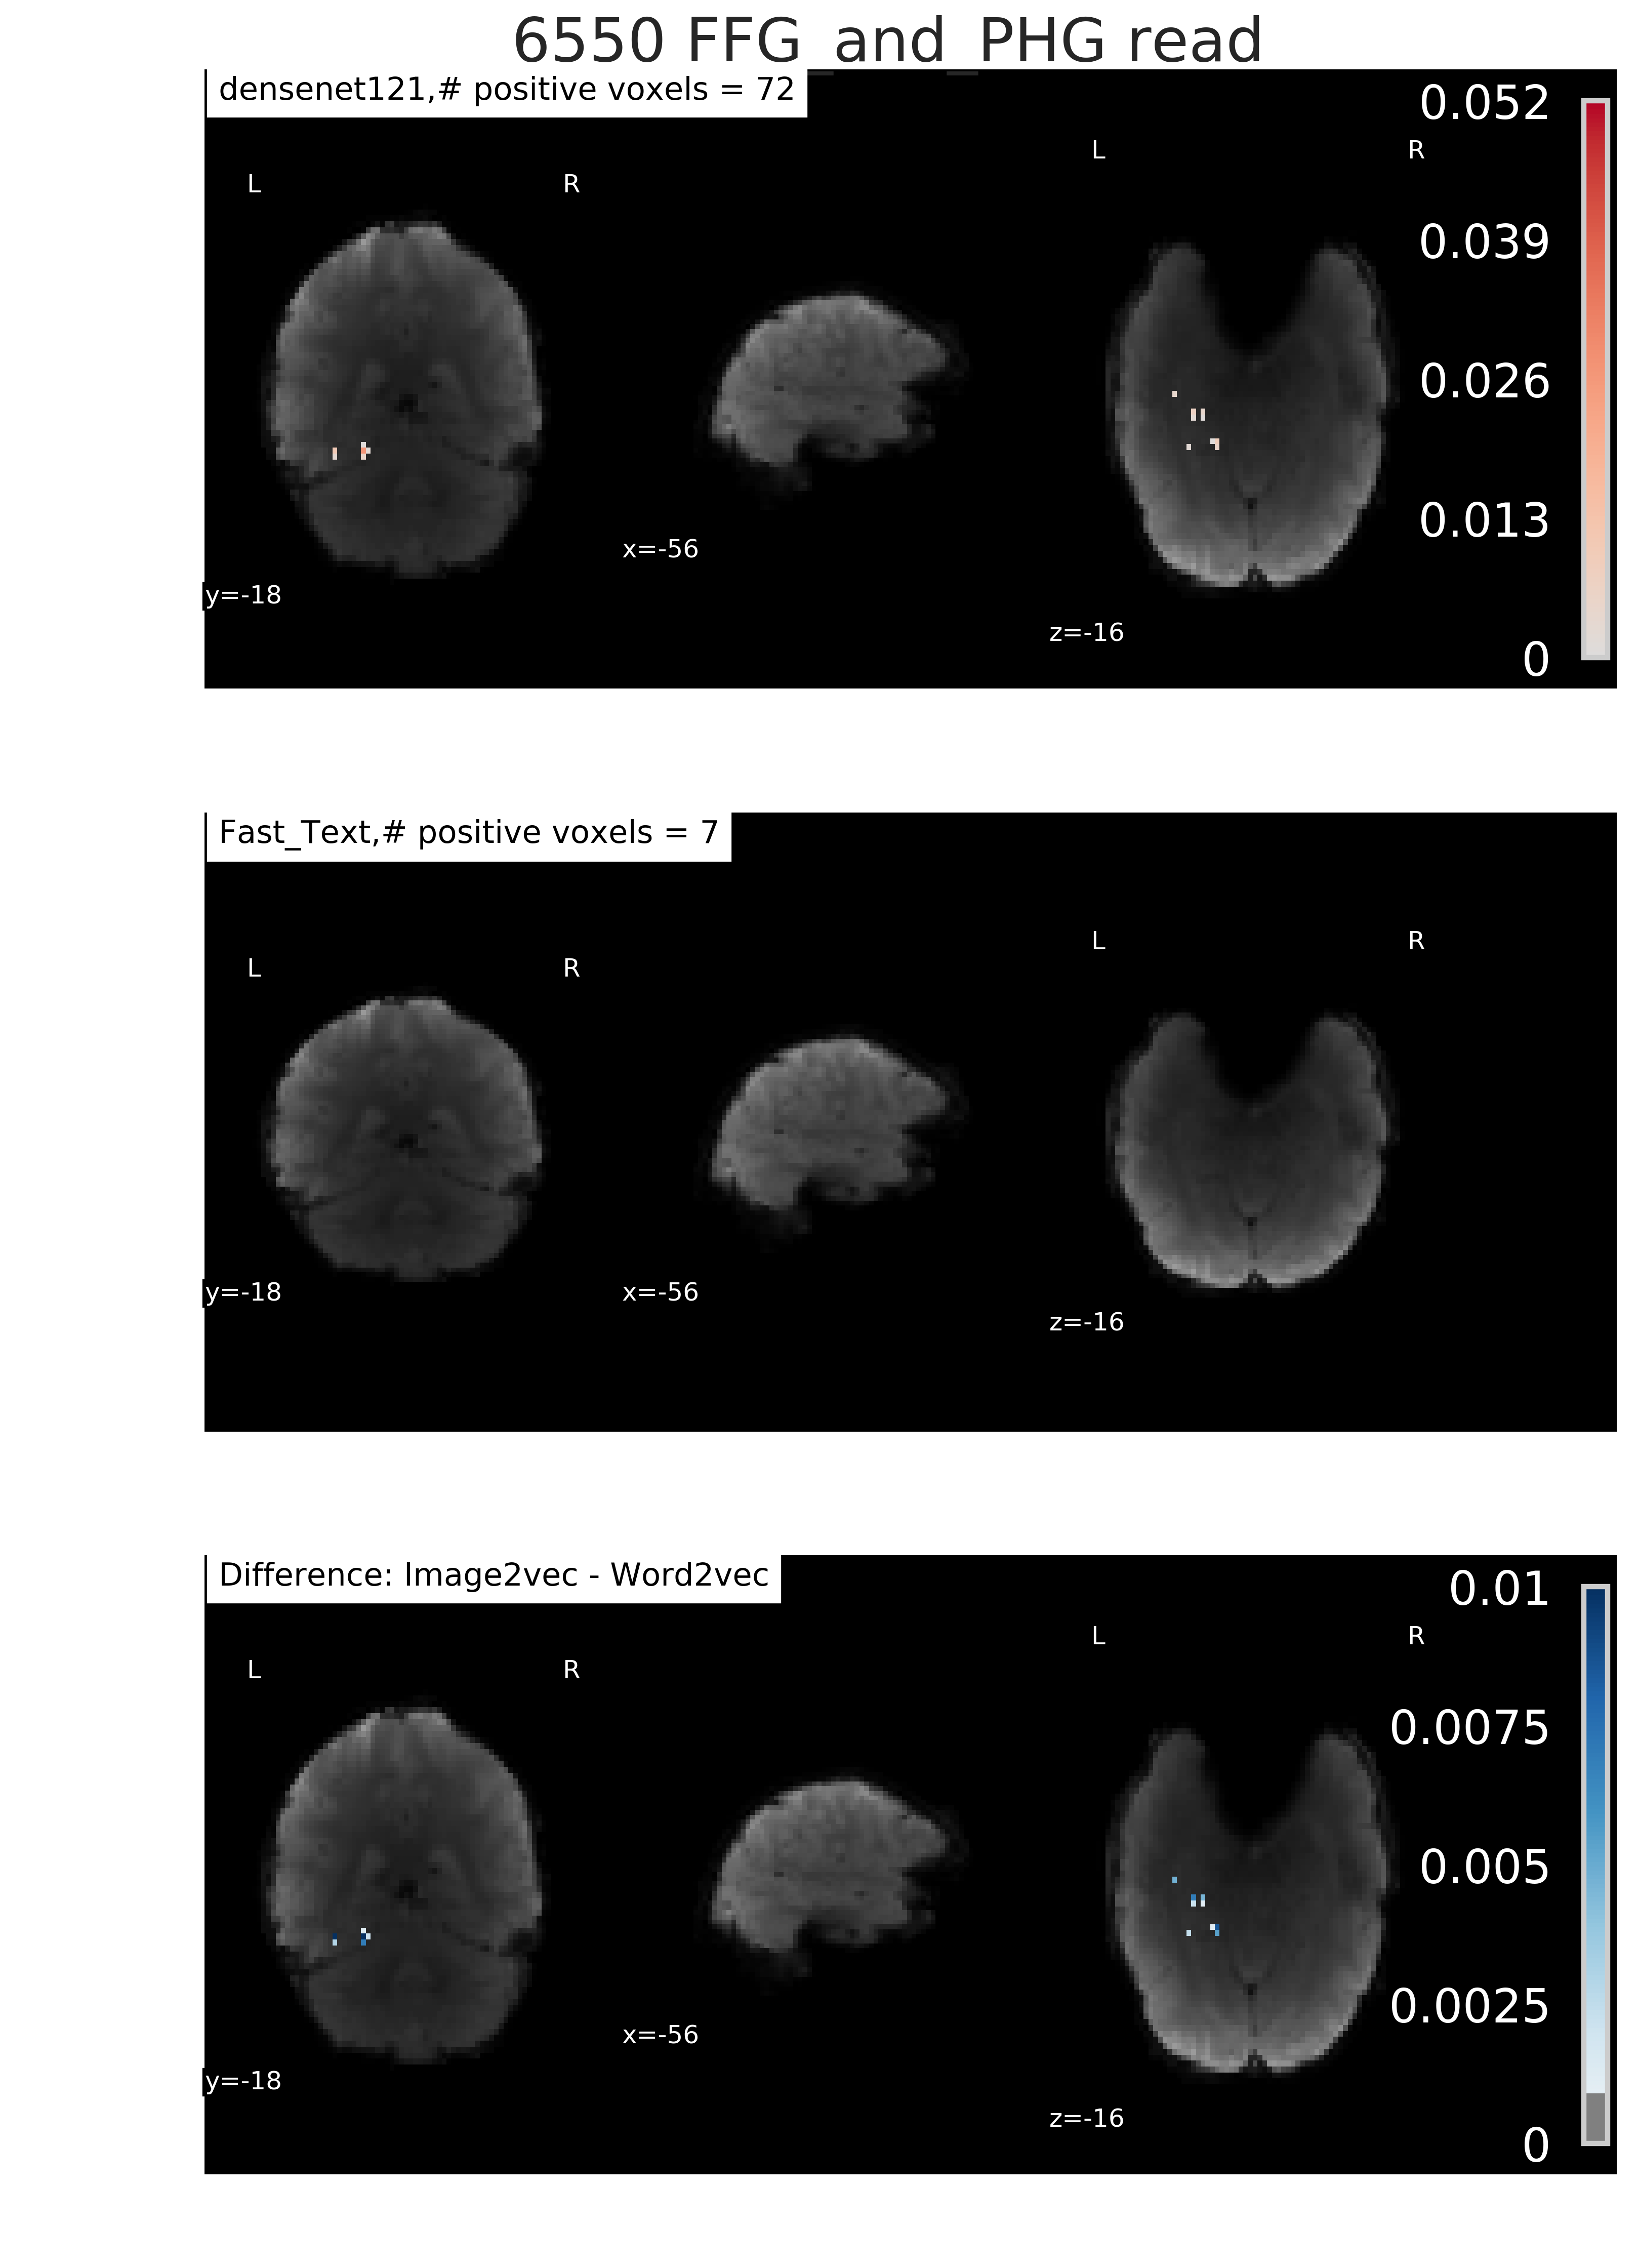 6550 FFG_and_PHG read
densenet121,# positive voxels = 72
0.052
L R
L R
0.039
0.026
0.013
x=-56
y=-18
z=-16
0
Fast_Text,# positive voxels = 7
L R
L R
y=-18
x=-56
z=-16
Difference: Image2vec - Word2vec
0.01
L R
L R
0.0075
0.005
0.0025
x=-56
y=-18
z=-16
0